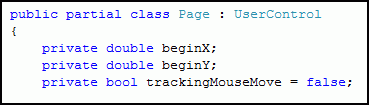 public partial class Page : UserControl
{
    private double beginX;
    private double beginY;
    private bool trackingMouseMove = false;